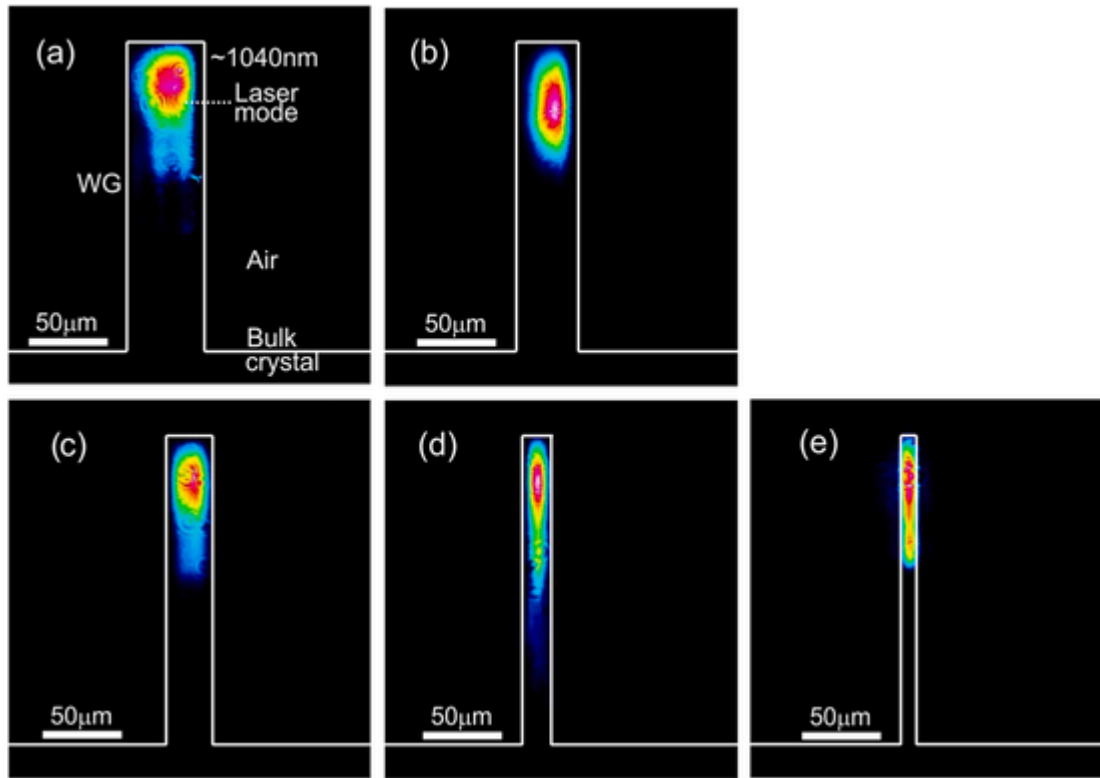 (a)
~1040nm
Laser
mode
WG
Air
50μm
Bulk
crystal
(b)
50μm
(c)
50μm
(d)
50μm
(e)
50μm